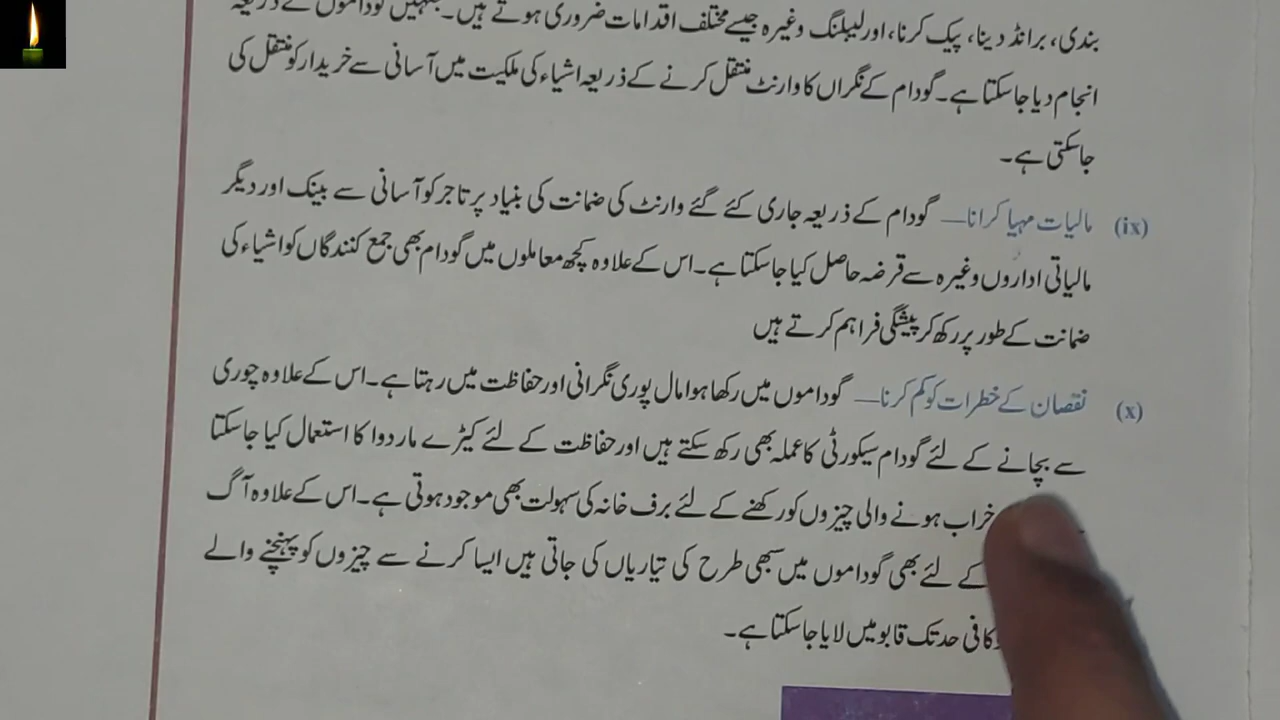 بندی، برانڈ دینا، پیک کرنا، اور لیبلنگ وغیرہ جیسے مختلف اقدامات ضروری ہوتے ہیں۔ جنہیں گوداموں کے ذریعہ
انجام دیا جاسکتا ہے۔ گودام کے نگراں کا وارنٹ منتقل کرنے کے ذریعہ اشیاء کی ملکیت میں آسانی سے خریدار کو منتقل کی
جاسکتی ہے۔
(ix) مالیات مہیا کرانا— گودام کے ذریعہ جاری کئے گئے وارنٹ کی ضمانت کی بنیاد پر تاجر کو آسانی سے بینک اور دیگر
مالیاتی اداروں وغیرہ سے قرضہ حاصل کیا جاسکتا ہے۔ اس کے علاوہ کچھ معاملوں میں گودام بھی جمع کنندگاں کو اشیاء کی
ضمانت کے طور پر رکھ کر پیشگی فراہم کرتے ہیں
(x) نقصان کے خطرات کو کم کرنا— گوداموں میں رکھا ہوا مال پوری نگرانی اور حفاظت میں رہتا ہے۔ اس کے علاوہ چوری
سے بچانے کے لئے گودام سیکورٹی کا عملہ بھی رکھ سکتے ہیں اور حفاظت کے لئے کیڑے مار دوا کا استعمال کیا جاسکتا
خراب ہونے والی چیزوں کو رکھنے کے لئے برف خانہ کی سہولت بھی موجود ہوتی ہے۔ اس کے علاوہ آگ
کے لئے بھی گوداموں میں سبھی طرح کی تیاریاں کی جاتی ہیں ایسا کرنے سے چیزوں کو پہنچنے والے
کافی حد تک قابو میں لایا جاسکتا ہے۔